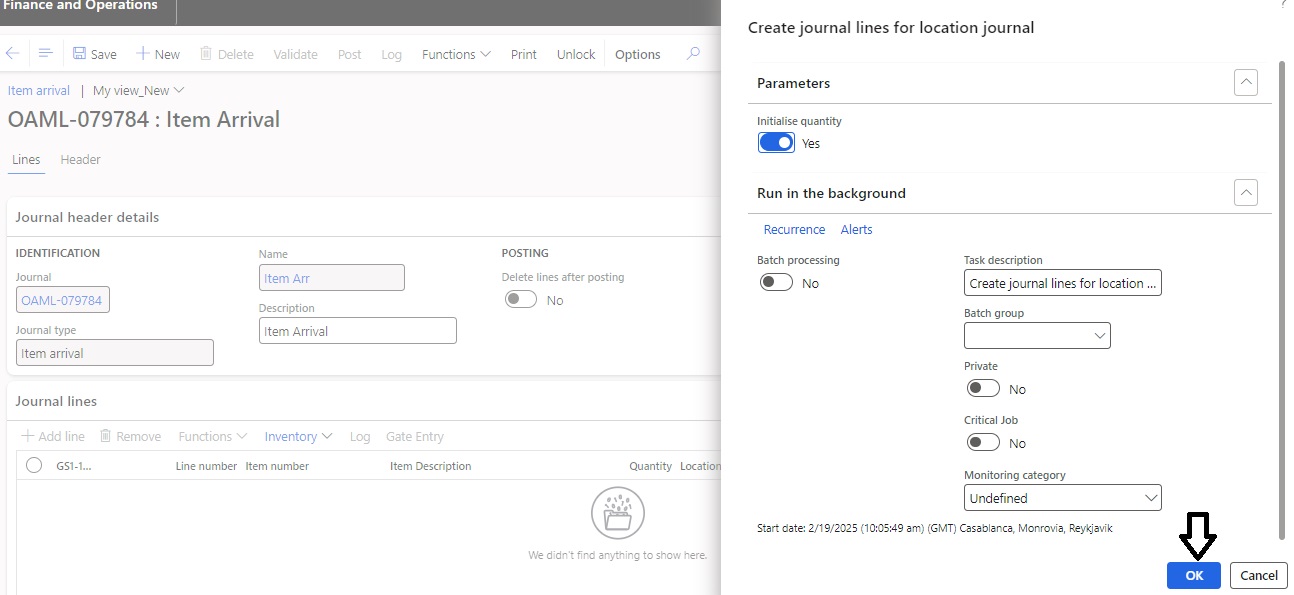 Finance and Operations
Save New Delete Validate Post Log Functions Print Unlock Options
Item arrival | My view_New
OAML-079784 : Item Arrival
Lines Header
Journal header details
IDENTIFICATION
Journal
OAML-079784
Journal type
Item arrival
Name
Item Arr
Description
Item Arrival
POSTING
Delete lines after posting
No
Journal lines
Add line Remove Functions Inventory Log Gate Entry
GS1-1... Line number Item number Item Description Quantity Location
We didn't find anything to show here.
Create journal lines for location journal
Parameters
Initialise quantity
Yes
Run in the background
Recurrence Alerts
Batch processing
No
Task description
Create journal lines for location ...
Batch group
Private
No
Critical Job
No
Monitoring category
Undefined
Start date: 2/19/2025 (10:05:49 am) (GMT) Casablanca, Monrovia, Reykjavik
OK Cancel